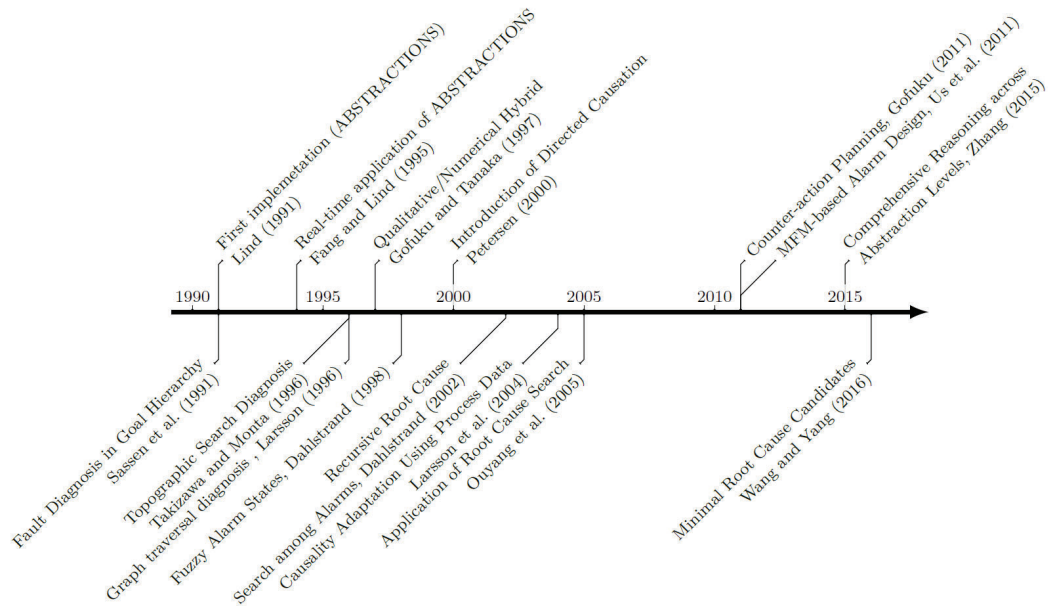 First implemetation (ABSTRACTIONS)
Lind (1991)
Real-time application of ABSTRACTIONS
Fang and Lind (1995)
Qualitative/Numerical Hybrid
Gofuku and Tanaka (1997)
Introduction of Directed Causation
Petersen (2000)
Counter-action Planning, Gofuku (2011)
MFM-based Alarm Design, Us et al. (2011)
Comprehensive Reasoning across
Abstraction Levels, Zhang (2015)
1990
1995
2000
2005
2010
2015
Fault Diagnosis in Goal Hierarchy
Sassen et al. (1991)
Topographic Search Diagnosis
Takizawa and Monta (1996)
Graph traversal diagnosis , Larsson (1996)
Fuzzy Alarm States, Dahlstrand (1998)
Recursive Root Cause
Search among Alarms, Dahlstrand (2002)
Causality Adaptation Using Process Data
Larsson et al. (2004)
Application of Root Cause Search
Ouyang et al. (2005)
Minimal Root Cause Candidates
Wang and Yang (2016)